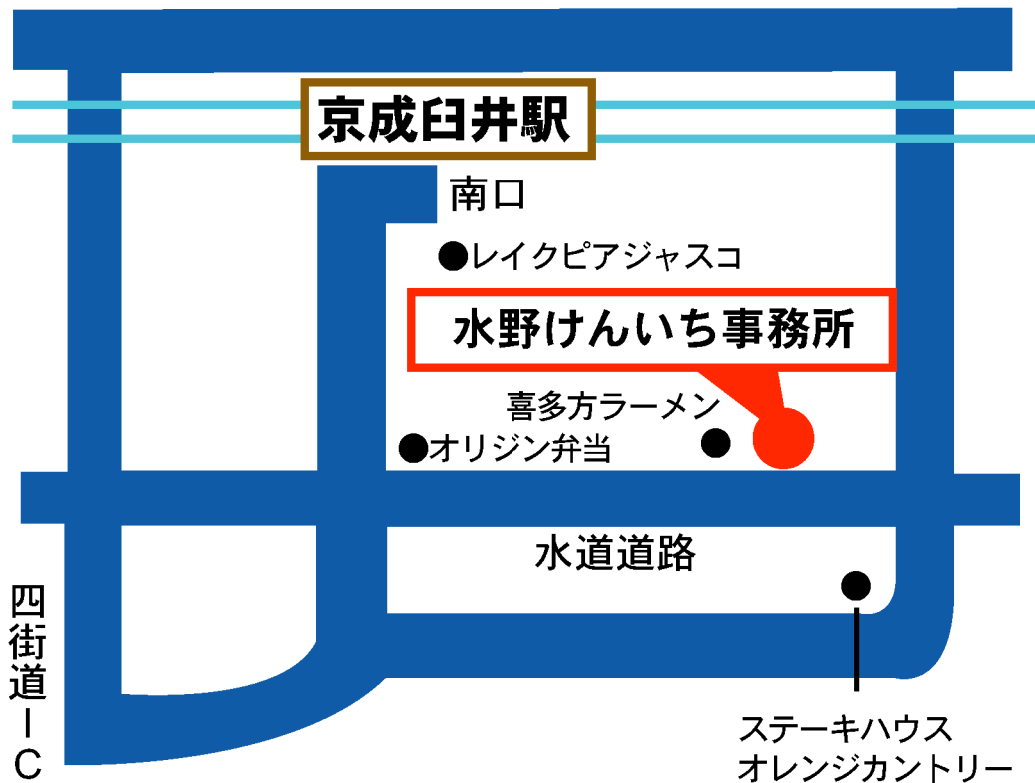 京成臼井駅
南口
レイクピアジャスコ
水野けんいち事務所
喜多方ラーメン
オリジン弁当
水道道路
四街道IC
ステーキハウス
オレンジカントリー